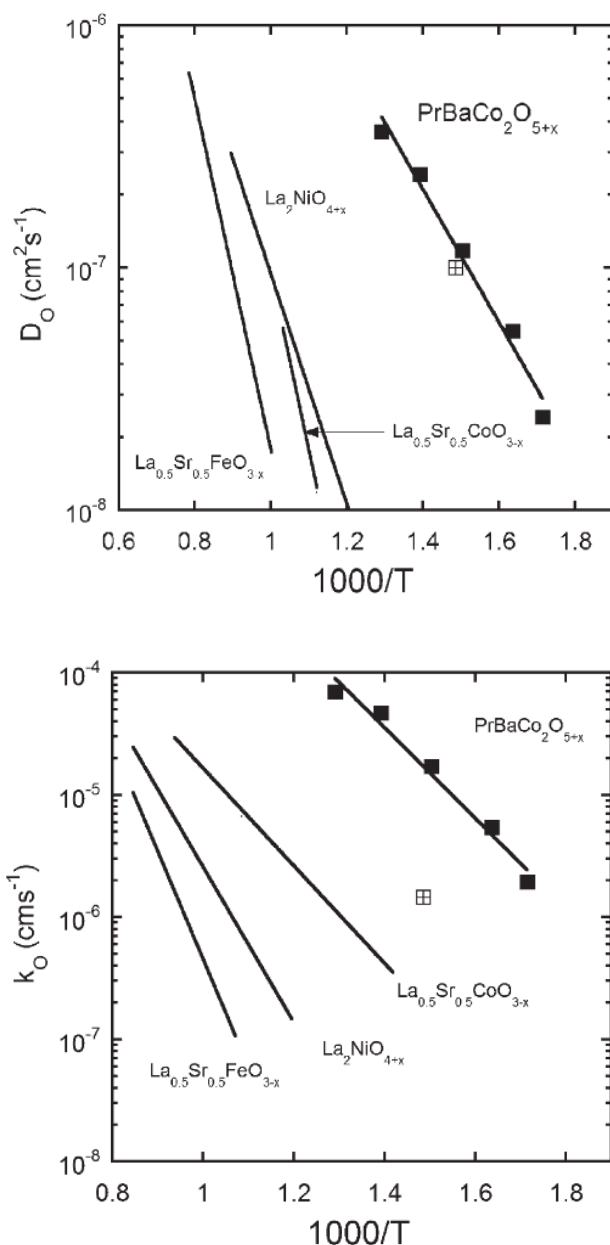 10⁻⁶
PrBaCo₂O₅₊ₓ
La₂NiO₄₊ₓ
10⁻⁷
D_O (cm²s⁻¹)
La₀.₅Sr₀.₅CoO₃₋ₓ
La₀.₅Sr₀.₅FeO₃₋ₓ
10⁻⁸
0.6 0.8 1 1.2 1.4 1.6 1.8
1000/T
10⁻⁴
PrBaCo₂O₅₊ₓ
10⁻⁵
k_O (cms⁻¹)
10⁻⁶
La₀.₅Sr₀.₅CoO₃₋ₓ
10⁻⁷
La₂NiO₄₊ₓ
La₀.₅Sr₀.₅FeO₃₋ₓ
10⁻⁸
0.8 1 1.2 1.4 1.6 1.8
1000/T